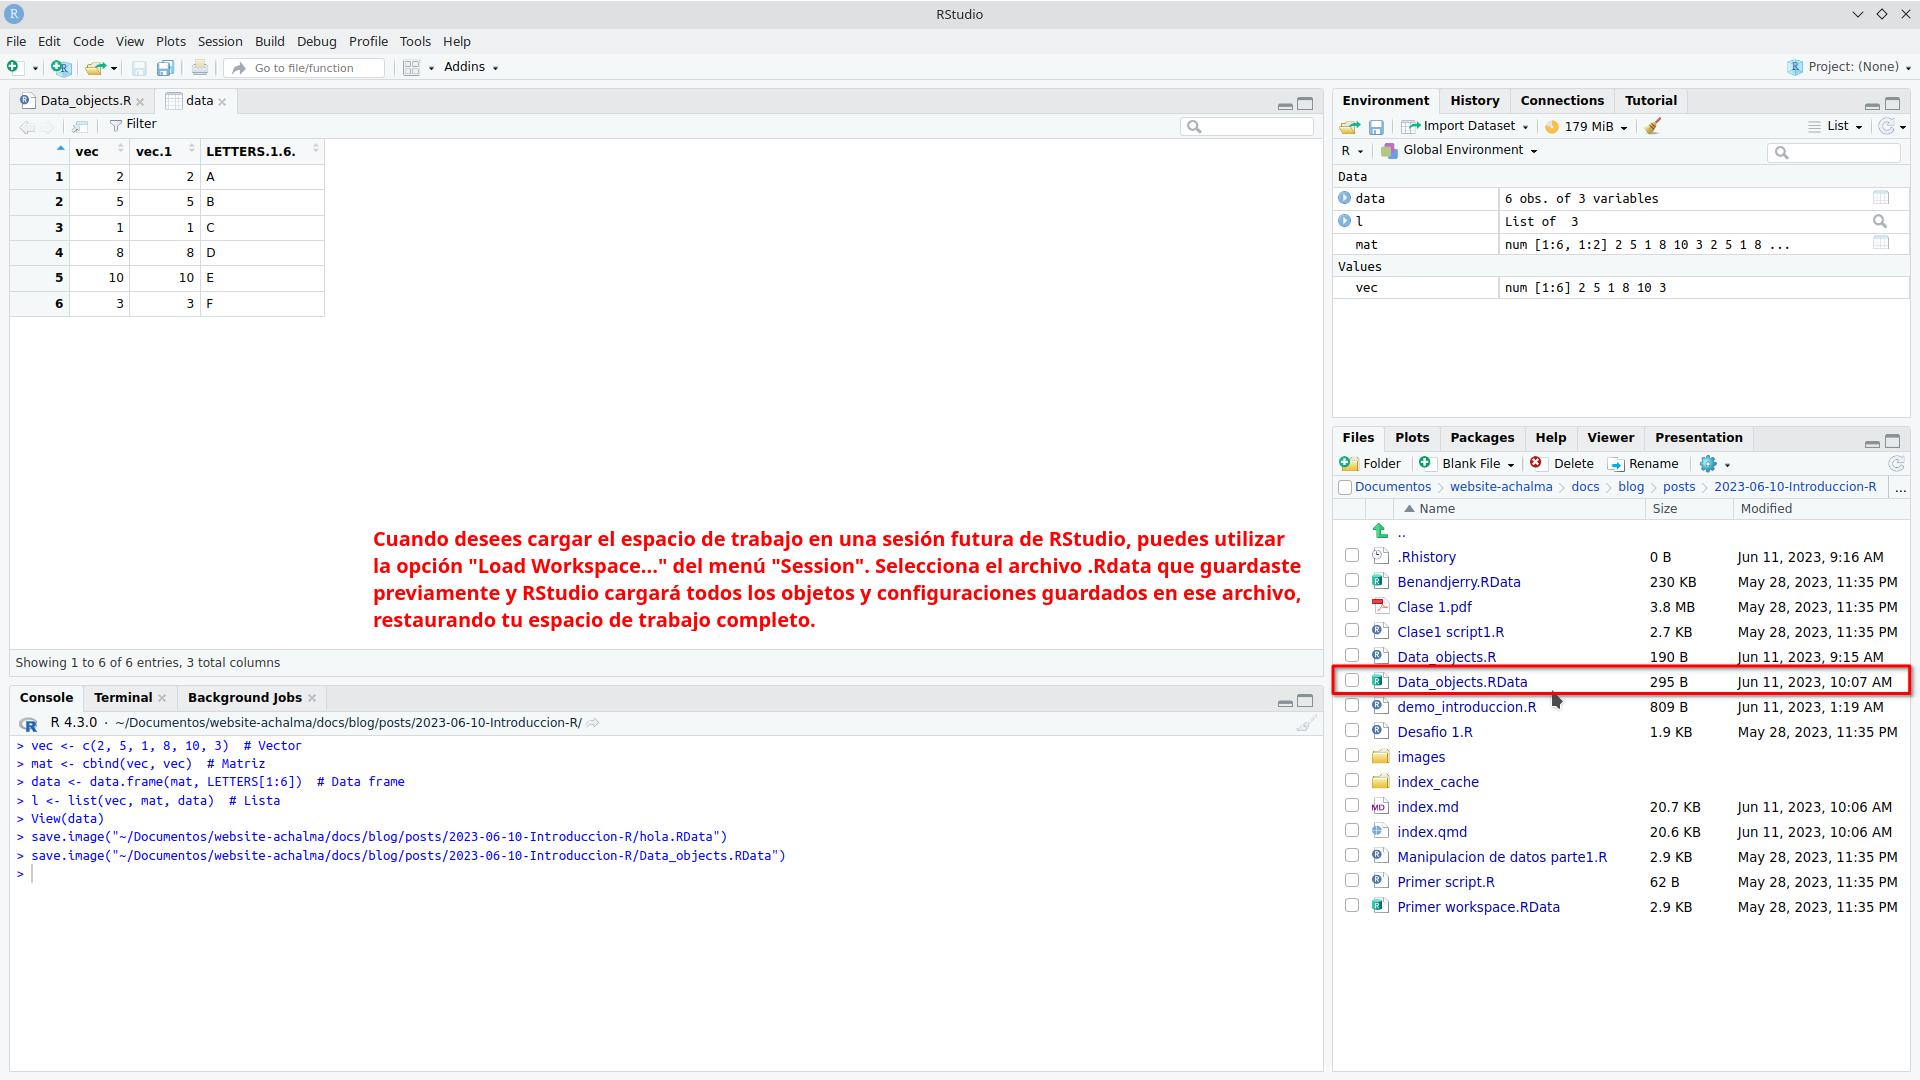 RStudio
File Edit Code View Plots Session Build Debug Profile Tools Help
Go to file/function Addins Project: (None)
Data_objects.R data
Filter
vec vec.1 LETTERS.1.6.
1 2 2 A
2 5 5 B
3 1 1 C
4 8 8 D
5 10 10 E
6 3 3 F
Cuando desees cargar el espacio de trabajo en una sesión futura de RStudio, puedes utilizar
la opción "Load Workspace..." del menú "Session". Selecciona el archivo .Rdata que guardaste
previamente y RStudio cargará todos los objetos y configuraciones guardados en ese archivo,
restaurando tu espacio de trabajo completo.
Showing 1 to 6 of 6 entries, 3 total columns
Console Terminal Background Jobs
R 4.3.0 · ~/Documentos/website-achalma/docs/blog/posts/2023-06-10-Introduccion-R/
> vec <- c(2, 5, 1, 8, 10, 3)  # Vector
> mat <- cbind(vec, vec)  # Matriz
> data <- data.frame(mat, LETTERS[1:6])  # Data frame
> l <- list(vec, mat, data)  # Lista
> View(data)
> save.image("~/Documentos/website-achalma/docs/blog/posts/2023-06-10-Introduccion-R/hola.RData")
> save.image("~/Documentos/website-achalma/docs/blog/posts/2023-06-10-Introduccion-R/Data_objects.RData")
>
Environment History Connections Tutorial
Import Dataset 179 MiB List
R Global Environment
Data
data 6 obs. of 3 variables
l List of  3
mat num [1:6, 1:2] 2 5 1 8 10 3 2 5 1 8 ...
Values
vec num [1:6] 2 5 1 8 10 3
Files Plots Packages Help Viewer Presentation
Folder Blank File Delete Rename
Documentos website-achalma docs blog posts 2023-06-10-Introduccion-R ...
Name Size Modified
..
.Rhistory 0 B Jun 11, 2023, 9:16 AM
Benandjerry.RData 230 KB May 28, 2023, 11:35 PM
Clase 1.pdf 3.8 MB May 28, 2023, 11:35 PM
Clase1 script1.R 2.7 KB May 28, 2023, 11:35 PM
Data_objects.R 190 B Jun 11, 2023, 9:15 AM
Data_objects.RData 295 B Jun 11, 2023, 10:07 AM
demo_introduccion.R 809 B Jun 11, 2023, 1:19 AM
Desafio 1.R 1.9 KB May 28, 2023, 11:35 PM
images
index_cache
index.md 20.7 KB Jun 11, 2023, 10:06 AM
index.qmd 20.6 KB Jun 11, 2023, 10:06 AM
Manipulacion de datos parte1.R 2.9 KB May 28, 2023, 11:35 PM
Primer script.R 62 B May 28, 2023, 11:35 PM
Primer workspace.RData 2.9 KB May 28, 2023, 11:35 PM